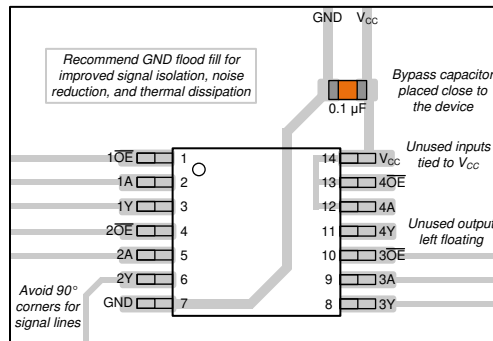 GND VCC
Recommend GND flood fill for
improved signal isolation, noise
reduction, and thermal dissipation
Bypass capacitor
placed close to
the device
0.1 µF
Unused inputs
tied to VCC
1OE 1 14 VCC
1A 2 13 4OE
1Y 3 12 4A
2OE 4 11 4Y
Unused output
left floating
2A 5 10 3OE
2Y 6 9 3A
GND 7 8 3Y
Avoid 90°
corners for
signal lines